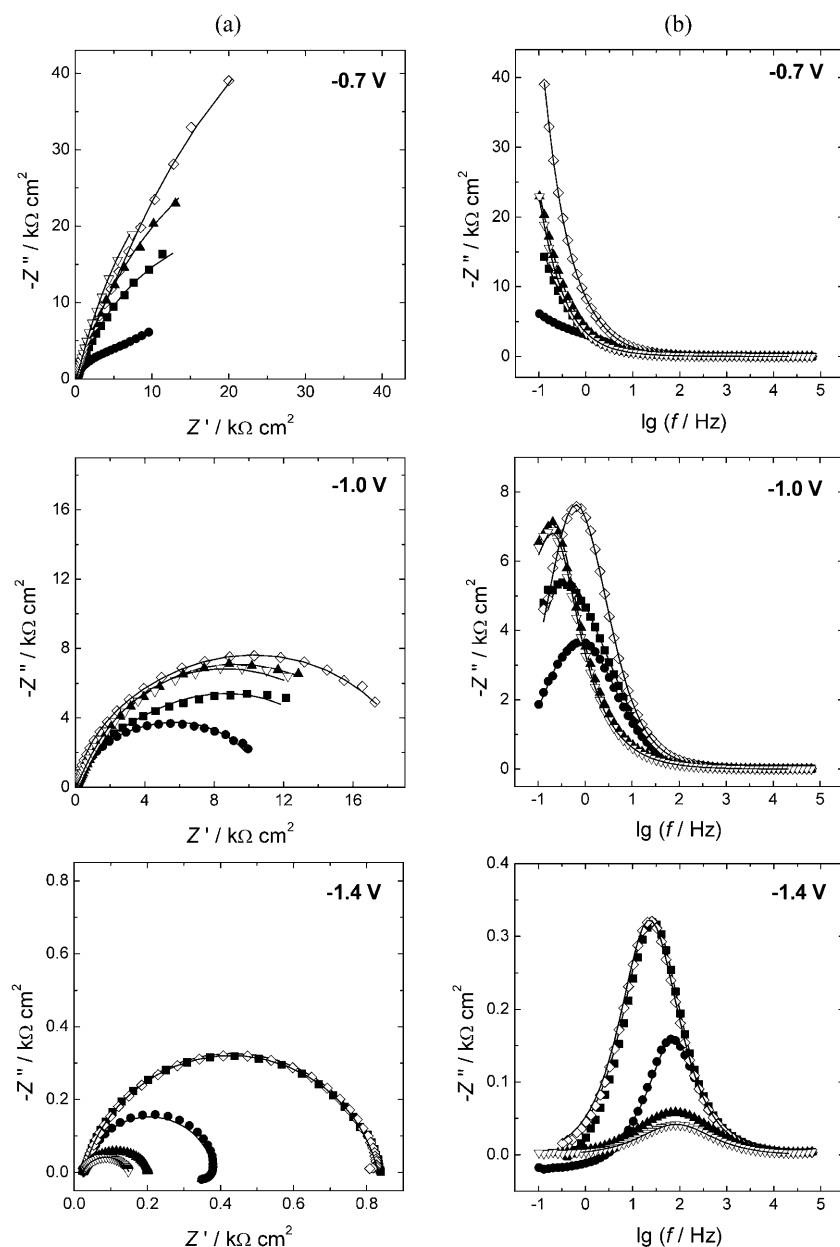 (a)
(b)
-0.7 V
-Z'' / kΩ cm²
40
30
20
10
0
0 10 20 30 40
Z' / kΩ cm²
-0.7 V
-Z'' / kΩ cm²
40
30
20
10
0
-1 0 1 2 3 4 5
lg (f / Hz)
-1.0 V
-Z'' / kΩ cm²
16
12
8
4
0
0 4 8 12 16
Z' / kΩ cm²
-1.0 V
-Z'' / kΩ cm²
8
6
4
2
0
-1 0 1 2 3 4 5
lg (f / Hz)
-1.4 V
-Z'' / kΩ cm²
0.8
0.6
0.4
0.2
0.0
0.0 0.2 0.4 0.6 0.8
Z' / kΩ cm²
-1.4 V
-Z'' / kΩ cm²
0.4
0.3
0.2
0.1
0.0
-1 0 1 2 3 4 5
lg (f / Hz)